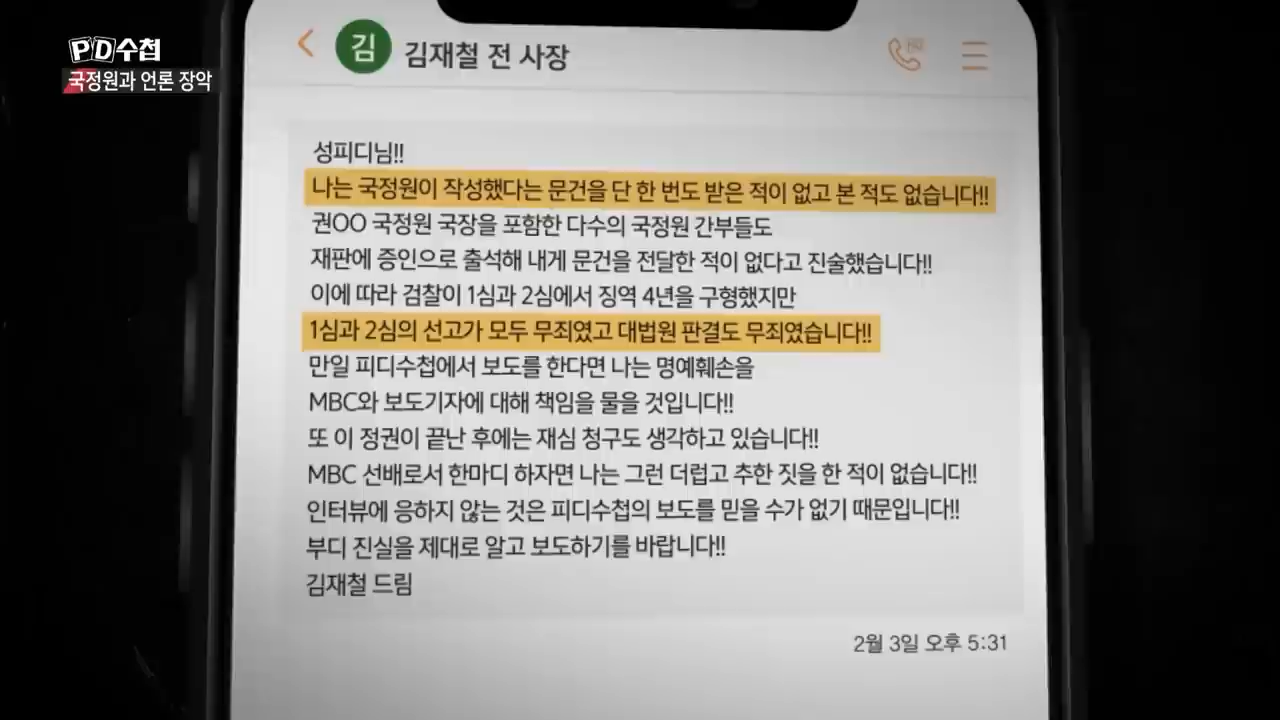 PD수첩
국정원과 언론 장악
김
김재철 전 사장
성피디님!!
나는 국정원이 작성했다는 문건을 단 한 번도 받은 적이 없고 본 적도 없습니다!!
권OO 국정원 국장을 포함한 다수의 국정원 간부들도
재판에 증인으로 출석해 내게 문건을 전달한 적이 없다고 진술했습니다!!
이에 따라 검찰이 1심과 2심에서 징역 4년을 구형했지만
1심과 2심의 선고가 모두 무죄였고 대법원 판결도 무죄였습니다!!
만일 피디수첩에서 보도를 한다면 나는 명예훼손을
MBC와 보도기자에 대해 책임을 물을 것입니다!!
또 이 정권이 끝난 후에는 재심 청구도 생각하고 있습니다!!
MBC 선배로서 한마디 하자면 나는 그런 더럽고 추한 짓을 한 적이 없습니다!!
인터뷰에 응하지 않는 것은 피디수첩의 보도를 믿을 수가 없기 때문입니다!!
부디 진실을 제대로 알고 보도하기를 바랍니다!!
김재철 드림
2월 3일 오후 5:31